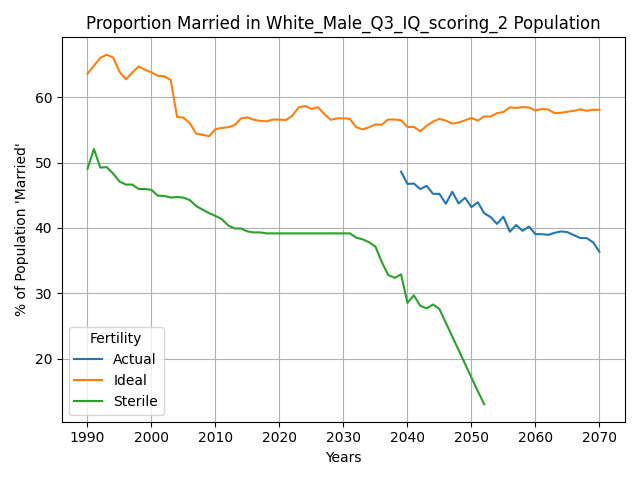 Proportion Married in White_Male_Q3_IQ_scoring_2 Population
% of Population 'Married'
60
50
40
30
20
Fertility
Actual
Ideal
Sterile
1990 2000 2010 2020 2030 2040 2050 2060 2070
Years